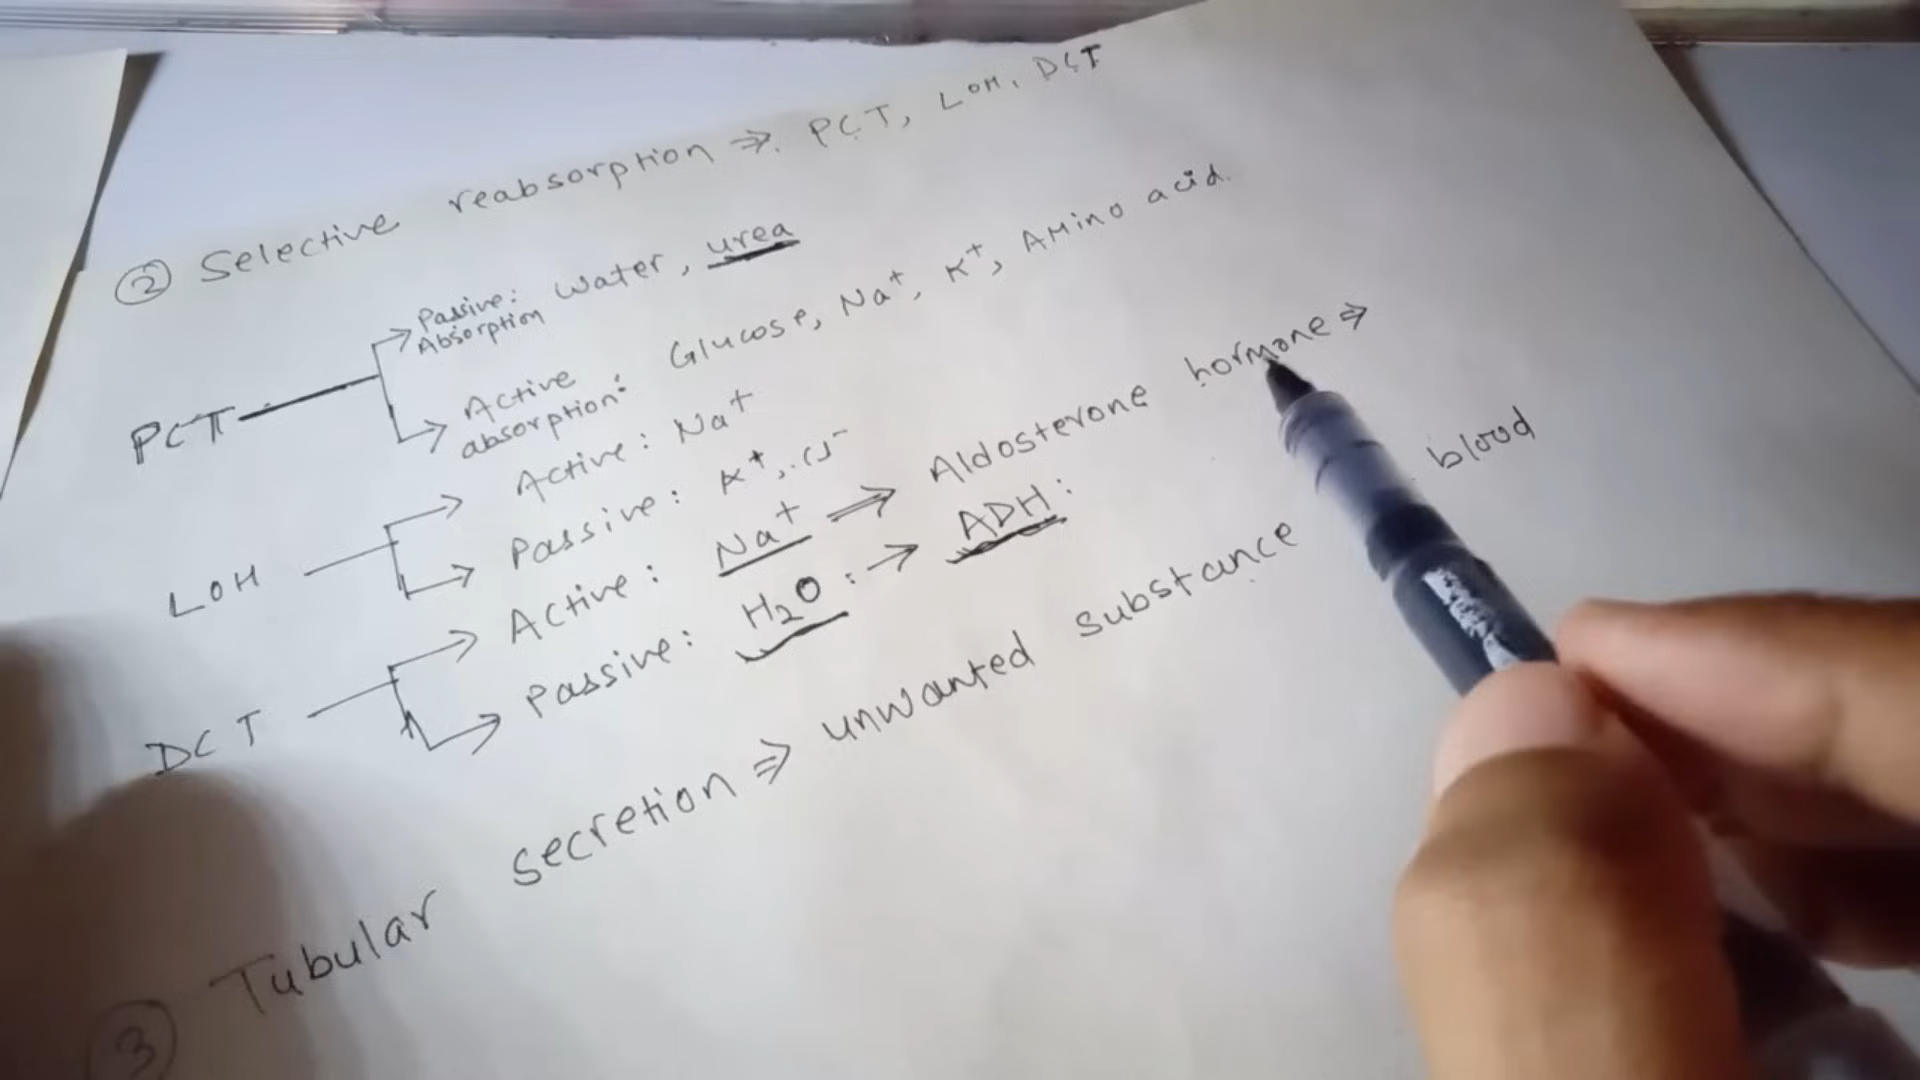 ② Selective reabsorption ⇒ PCT, LOH, DCT
PCT → Passive Absorption: Water, urea
→ Active absorption: Glucose, Na⁺, K⁺, Amino acid.
LOH → Active: Na⁺
→ Passive: K⁺, Cl⁻
DCT → Active: Na⁺ ⇒ Aldosterone hormone ⇒
→ Passive: H₂O: → ADH:
③ Tubular secretion ⇒ unwanted substance blood